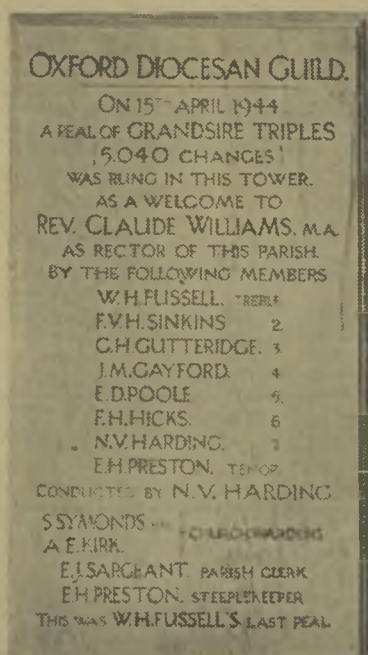 OXFORD DIOCESAN GUILD.
ON 15TH APRIL 1944
A PEAL OF GRANDSIRE TRIPLES
(5,040 CHANGES)
WAS RUNG IN THIS TOWER.
AS A WELCOME TO
REV. CLAUDE WILLIAMS, M.A.
AS RECTOR OF THIS PARISH.
BY THE FOLLOWING MEMBERS
W.H.FUSSELL. TREBLE
F.V.H.SINKINS 2
G.H.GUTTERIDGE. 3
J.M.GAYFORD. 4
E.D.POOLE 5.
F.H.HICKS. 6
N.V.HARDING. 7
E.H.PRESTON. TENOR
CONDUCTED BY N.V. HARDING
S SYMONDS
CHURCHWARDENS
A E.KIRK.
E.J.SARGEANT. PARISH CLERK
E.H.PRESTON. STEEPLEKEEPER
THIS WAS W.H.FUSSELL'S LAST PEAL